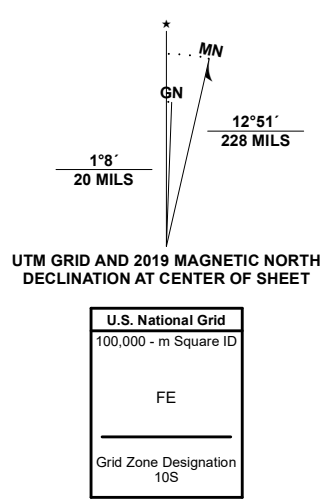 ★
MN
GN
12°51´
228 MILS
1°8´
20 MILS
UTM GRID AND 2019 MAGNETIC NORTH
DECLINATION AT CENTER OF SHEET
U.S. National Grid
100,000 - m Square ID
FE
Grid Zone Designation
10S